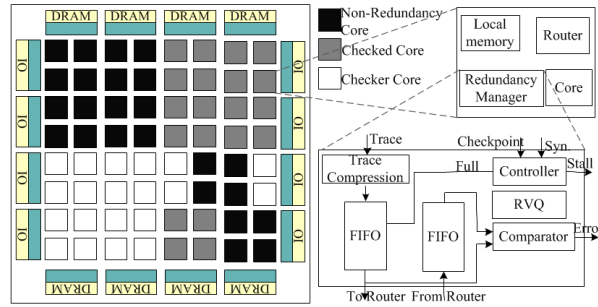 DRAM DRAM DRAM DRAM
IO
IO
IO
IO
IO
IO
IO
IO
DRAM DRAM DRAM DRAM
Non-Redundancy
Core
Checked Core
Checker Core
Local
memory
Router
Redundancy
Manager
Core
Trace
Checkpoint
Syn.
Trace
Compression
Full
Controller
Stall
RVQ
FIFO
FIFO
Comparator
Erro
To Router From Router